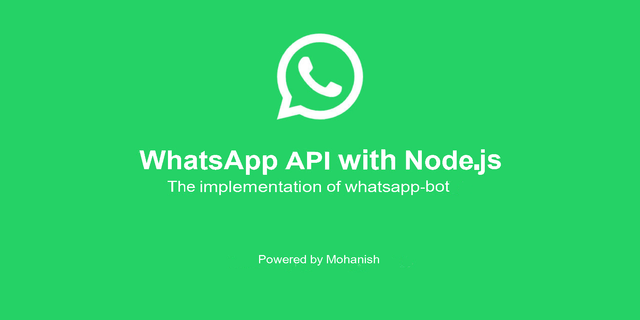 WhatsApp API with Node.js
The implementation of whatsapp-bot
Powered by Mohanish